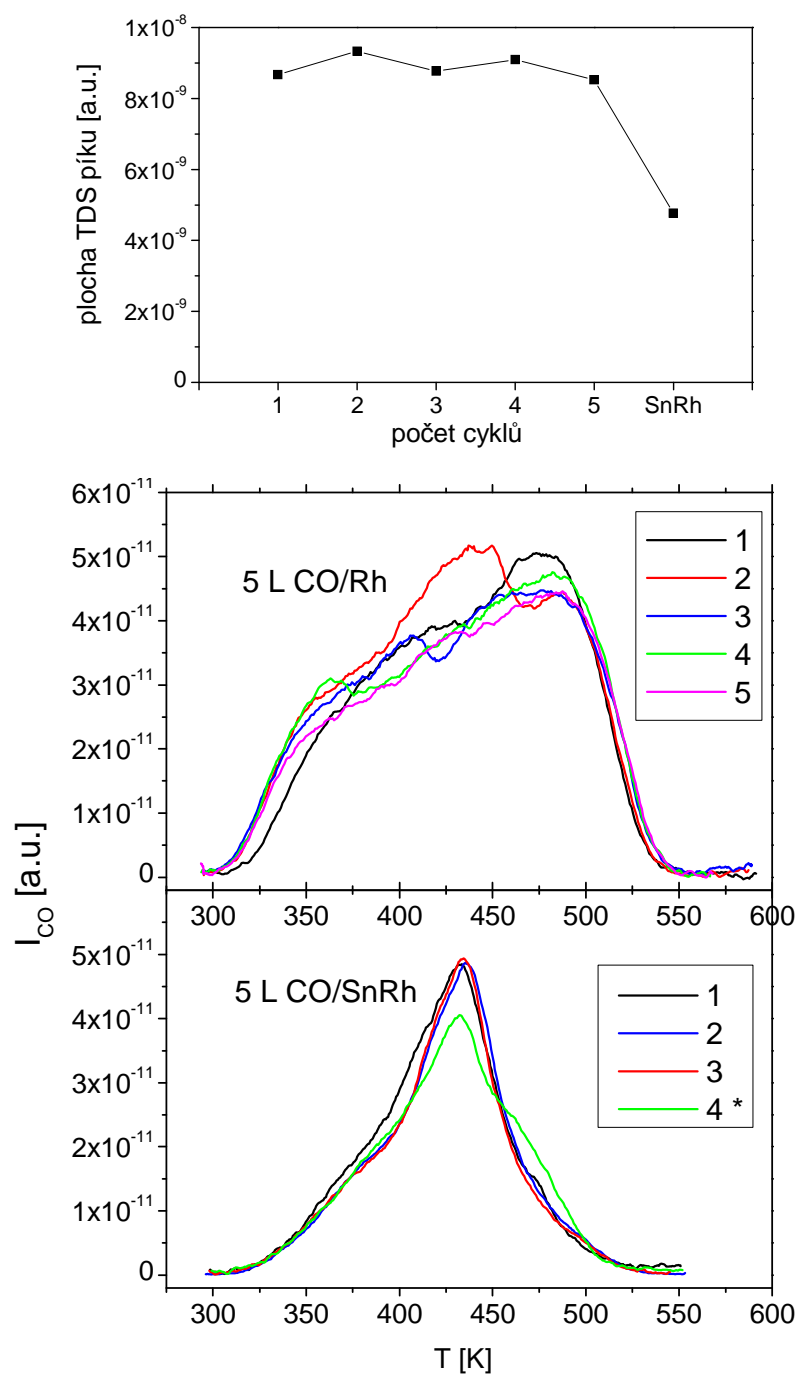 1x10⁻⁸
8x10⁻⁹
6x10⁻⁹
4x10⁻⁹
2x10⁻⁹
0
plocha TDS píku [a.u.]
1 2 3 4 5 SnRh
počet cyklů
6x10⁻¹¹
5x10⁻¹¹
4x10⁻¹¹
3x10⁻¹¹
2x10⁻¹¹
1x10⁻¹¹
0
5 L CO/Rh
1
2
3
4
5
300 350 400 450 500 550 600
I_CO [a.u.]
5x10⁻¹¹
4x10⁻¹¹
3x10⁻¹¹
2x10⁻¹¹
1x10⁻¹¹
0
5 L CO/SnRh
1
2
3
4 *
300 350 400 450 500 550 600
T [K]